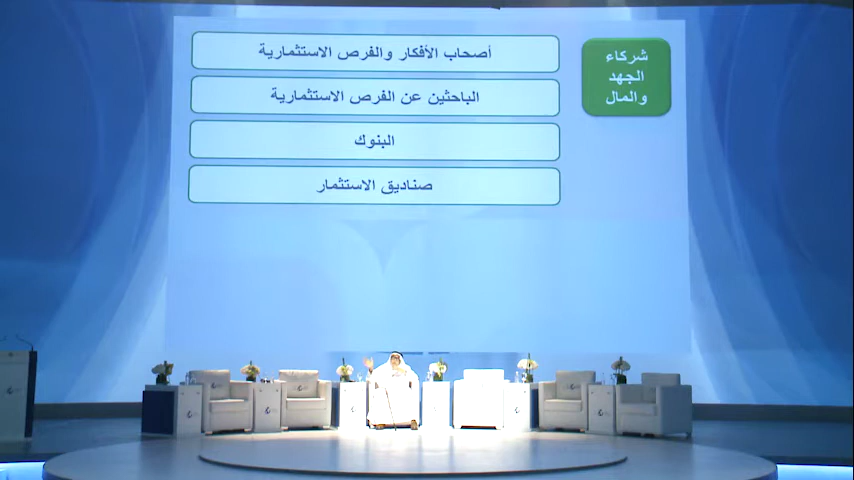 شركاء
الجهد
والمال
أصحاب الأفكار والفرص الاستثمارية
الباحثين عن الفرص الاستثمارية
البنوك
صناديق الاستثمار